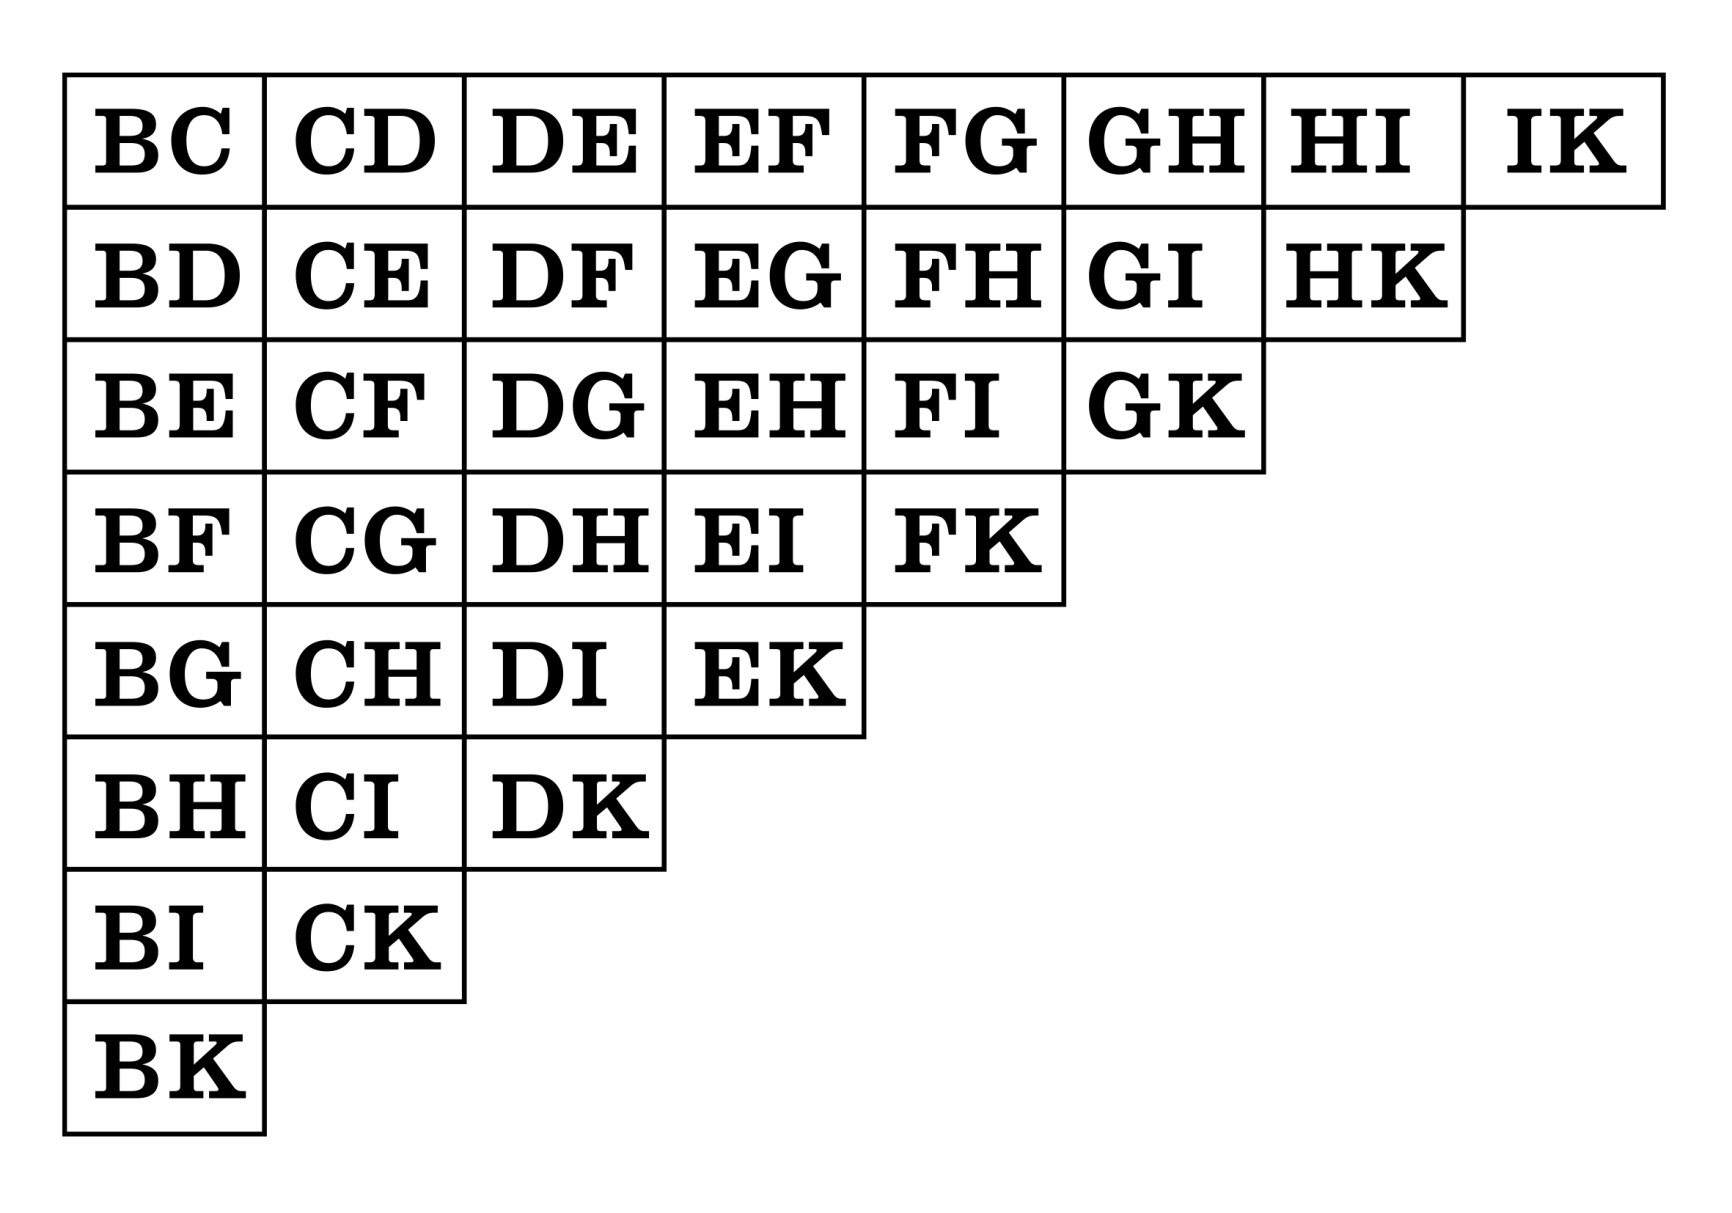 BC CD DE EF FG GH HI IK
BD CE DF EG FH GI HK
BE CF DG EH FI GK
BF CG DH EI FK
BG CH DI EK
BH CI DK
BI CK
BK